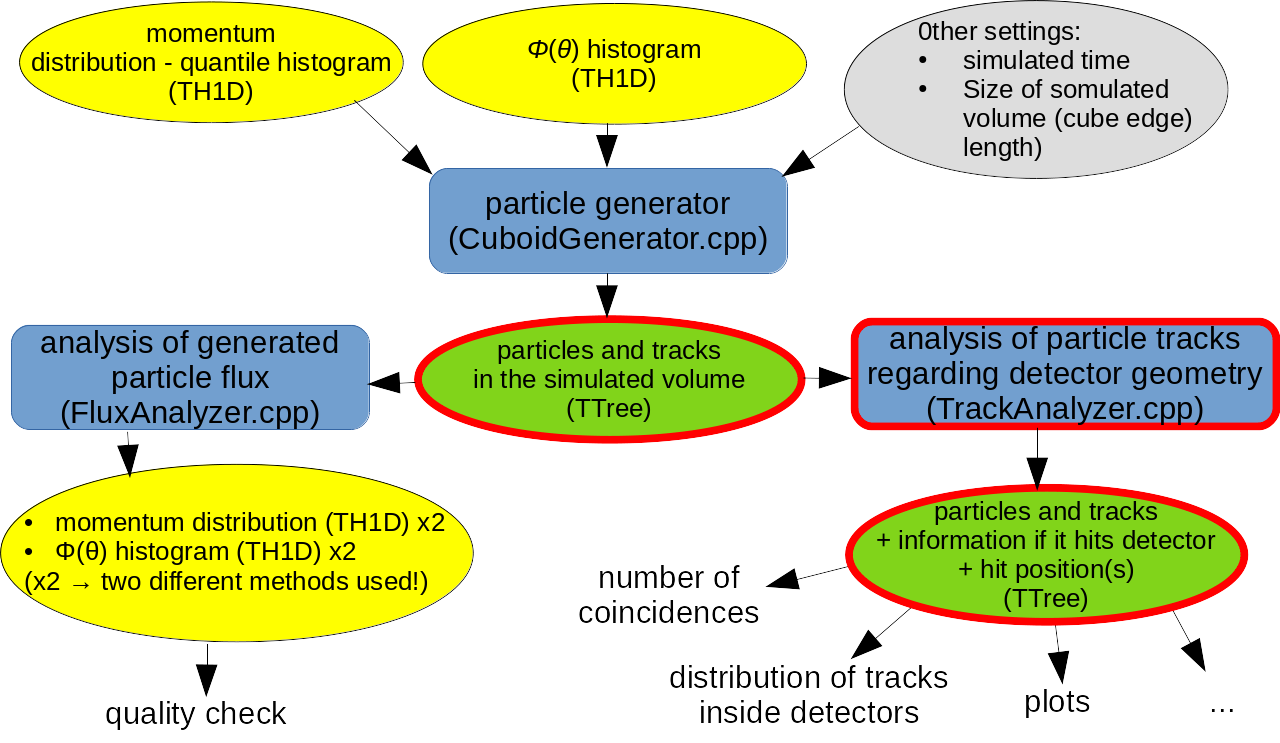 momentum
distribution - quantile histogram
(TH1D)
Φ(θ) histogram
(TH1D)
0ther settings:
• simulated time
• Size of somulated
volume (cube edge)
length)
particle generator
(CuboidGenerator.cpp)
analysis of generated
particle flux
(FluxAnalyzer.cpp)
particles and tracks
in the simulated volume
(TTree)
analysis of particle tracks
regarding detector geometry
(TrackAnalyzer.cpp)
• momentum distribution (TH1D) x2
• Φ(θ) histogram (TH1D) x2
(x2 → two different methods used!)
particles and tracks
+ information if it hits detector
+ hit position(s)
(TTree)
number of
coincidences
distribution of tracks
inside detectors
plots
...
quality check